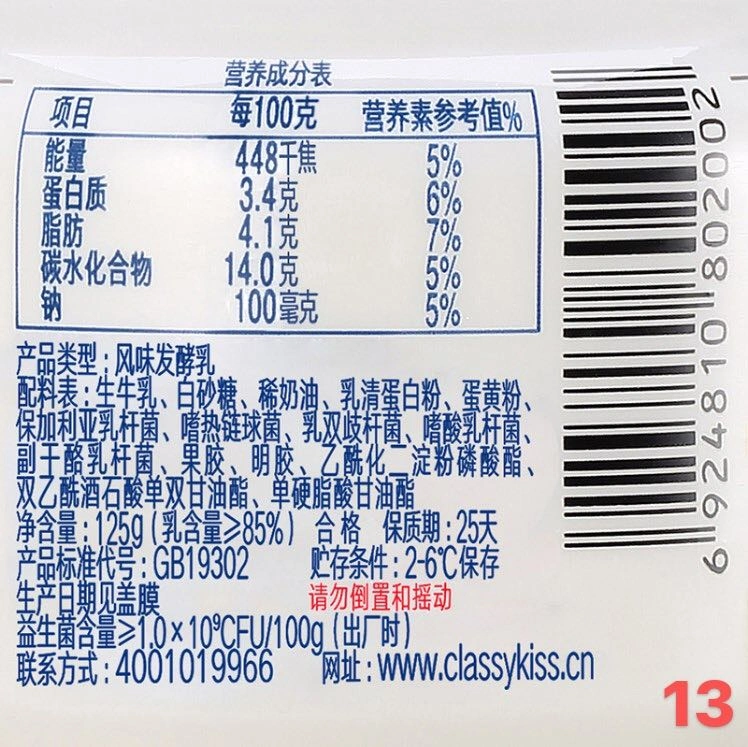 营养成分表
项目 每100克 营养素参考值%
能量 448千焦 5%
蛋白质 3.4克 6%
脂肪 4.1克 7%
碳水化合物 14.0克 5%
钠 100毫克 5%
产品类型:风味发酵乳
配料表:生牛乳、白砂糖、稀奶油、乳清蛋白粉、蛋黄粉、
保加利亚乳杆菌、嗜热链球菌、乳双歧杆菌、嗜酸乳杆菌、
副干酪乳杆菌、果胶、明胶、乙酰化二淀粉磷酸酯、
双乙酰酒石酸单双甘油酯、单硬脂酸甘油酯
净含量:125g(乳含量≥85%) 合格 保质期:25天
产品标准代号:GB19302 贮存条件:2-6℃保存
生产日期见盖膜 请勿倒置和摇动
益生菌含量≥1.0×10⁹CFU/100g(出厂时)
联系方式:4001019966 网址:www.classykiss.cn
6924810802002
13